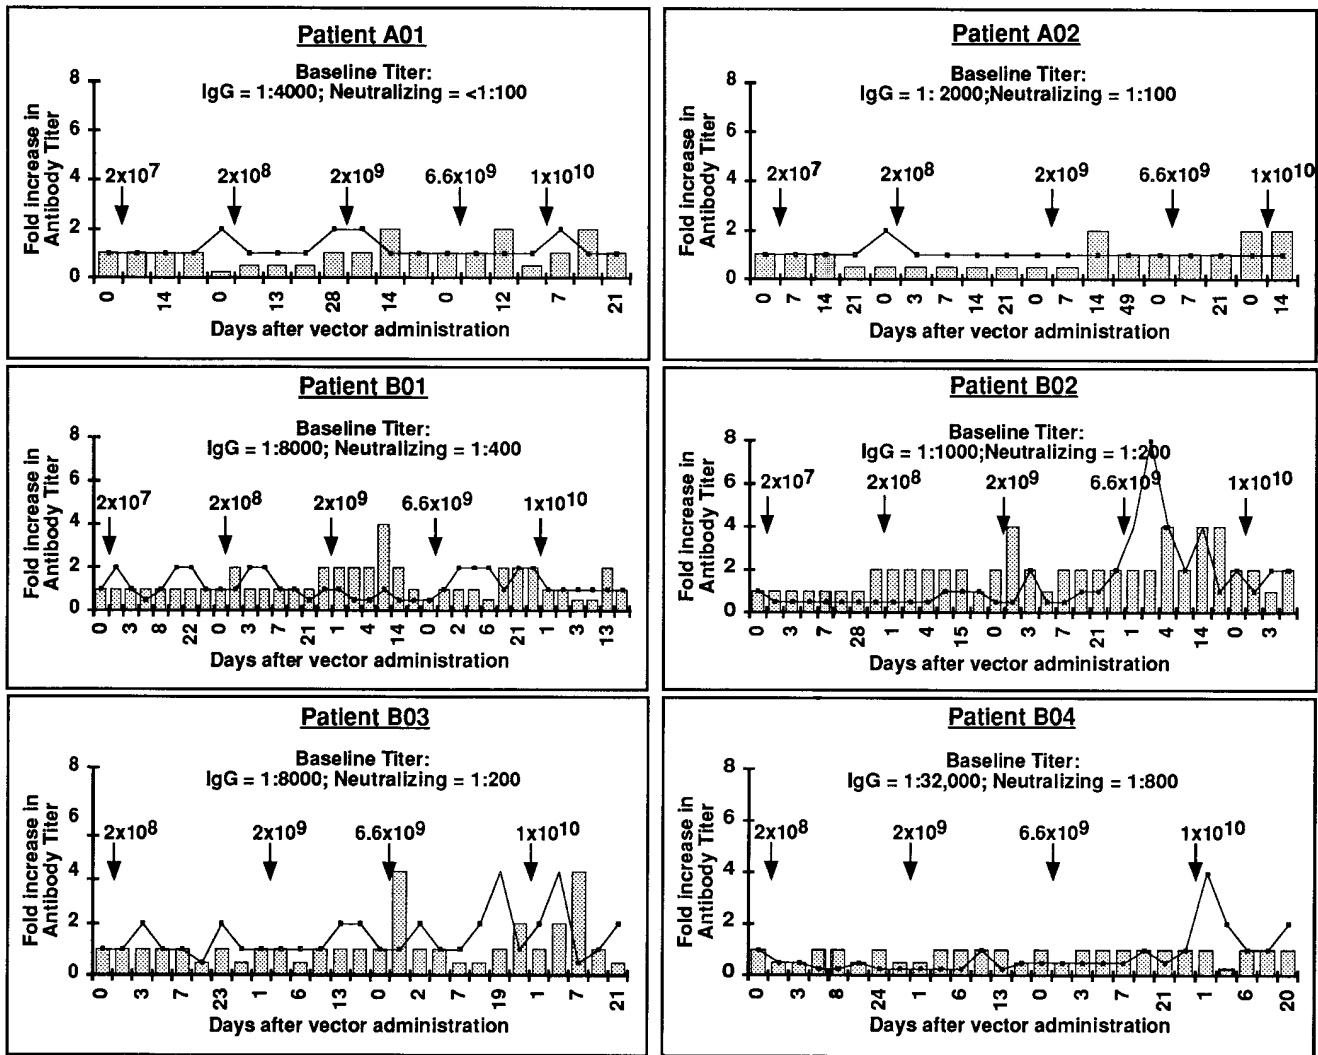 Patient A01
Baseline Titer:
IgG = 1:4000; Neutralizing = <1:100
Fold increase in
Antibody Titer
8
6
4
2
0
2x10⁷ 2x10⁸ 2x10⁹ 6.6x10⁹ 1x10¹⁰
0 14 0 13 28 14 0 12 7 21
Days after vector administration
Patient A02
Baseline Titer:
IgG = 1: 2000;Neutralizing = 1:100
Fold increase in
Antibody Titer
8
6
4
2
0
2x10⁷ 2x10⁸ 2x10⁹ 6.6x10⁹ 1x10¹⁰
0 7 14 21 0 3 7 14 21 0 7 14 49 0 7 21 0 14
Days after vector administration
Patient B01
Baseline Titer:
IgG = 1:8000; Neutralizing = 1:400
Fold increase in
Antibody Titer
8
6
4
2
0
2x10⁷ 2x10⁸ 2x10⁹ 6.6x10⁹ 1x10¹⁰
0 3 8 22 0 3 7 21 1 4 14 0 2 6 21 1 3 13
Days after vector administration
Patient B02
Baseline Titer:
IgG = 1:1000;Neutralizing = 1:200
Fold increase in
Antibody Titer
8
6
4
2
0
2x10⁷ 2x10⁸ 2x10⁹ 6.6x10⁹ 1x10¹⁰
0 3 7 28 1 4 15 0 3 7 21 1 4 14 0 3
Days after vector administration
Patient B03
Baseline Titer:
IgG = 1:8000; Neutralizing = 1:200
Fold increase in
Antibody Titer
8
6
4
2
0
2x10⁸ 2x10⁹ 6.6x10⁹ 1x10¹⁰
0 3 7 23 1 6 13 0 2 7 19 1 7 21
Days after vector administration
Patient B04
Baseline Titer:
IgG = 1:32,000; Neutralizing = 1:800
Fold increase in
Antibody Titer
8
6
4
2
0
2x10⁸ 2x10⁹ 6.6x10⁹ 1x10¹⁰
0 3 8 24 1 6 13 0 3 7 21 1 6 20
Days after vector administration